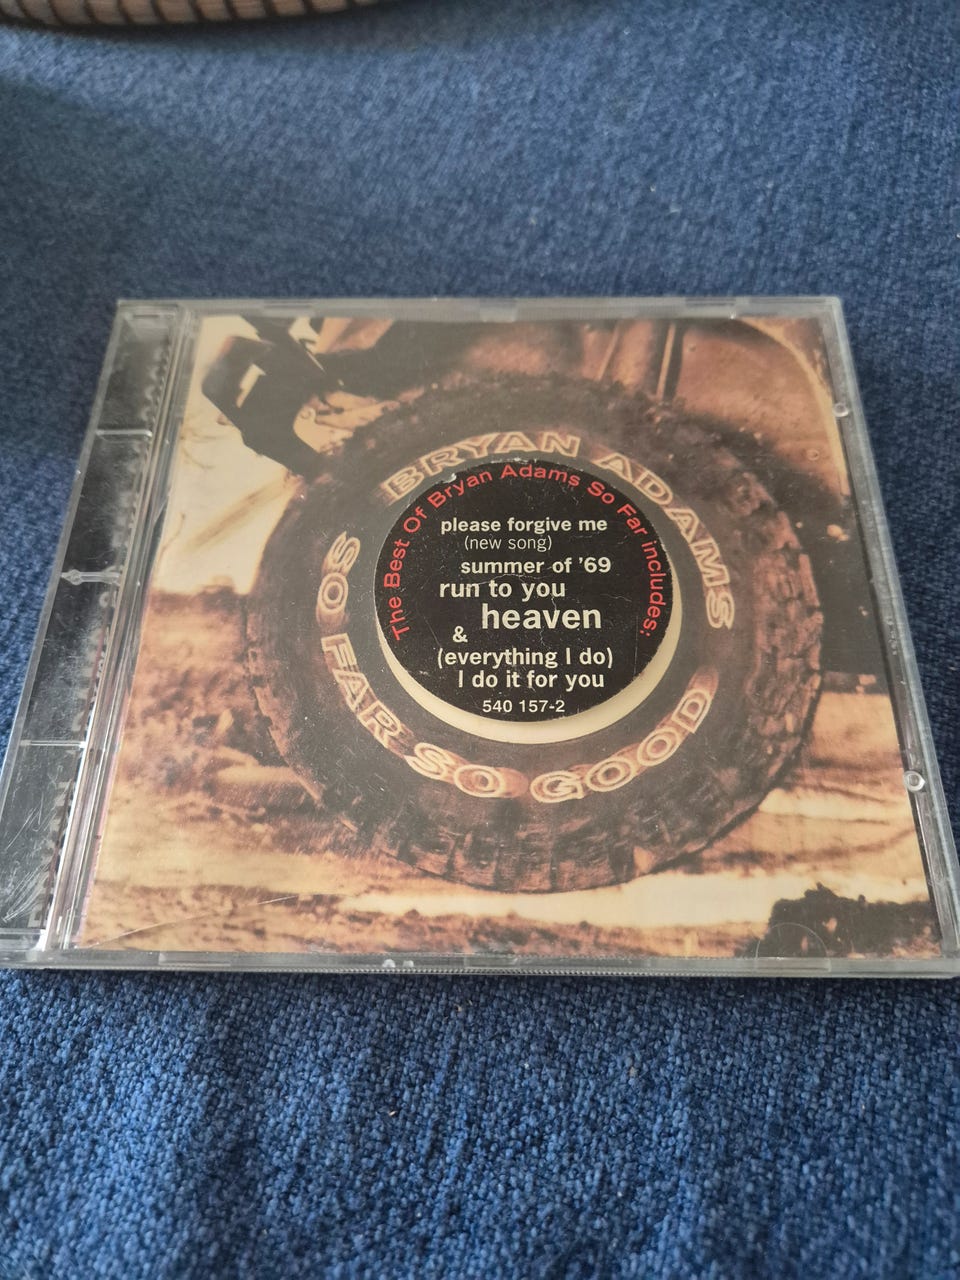 BRYAN ADAMS
SO FAR SO GOOD
The Best Of Bryan Adams So Far includes:
please forgive me
(new song)
summer of '69
run to you
heaven
&
(everything I do)
I do it for you
540 157-2